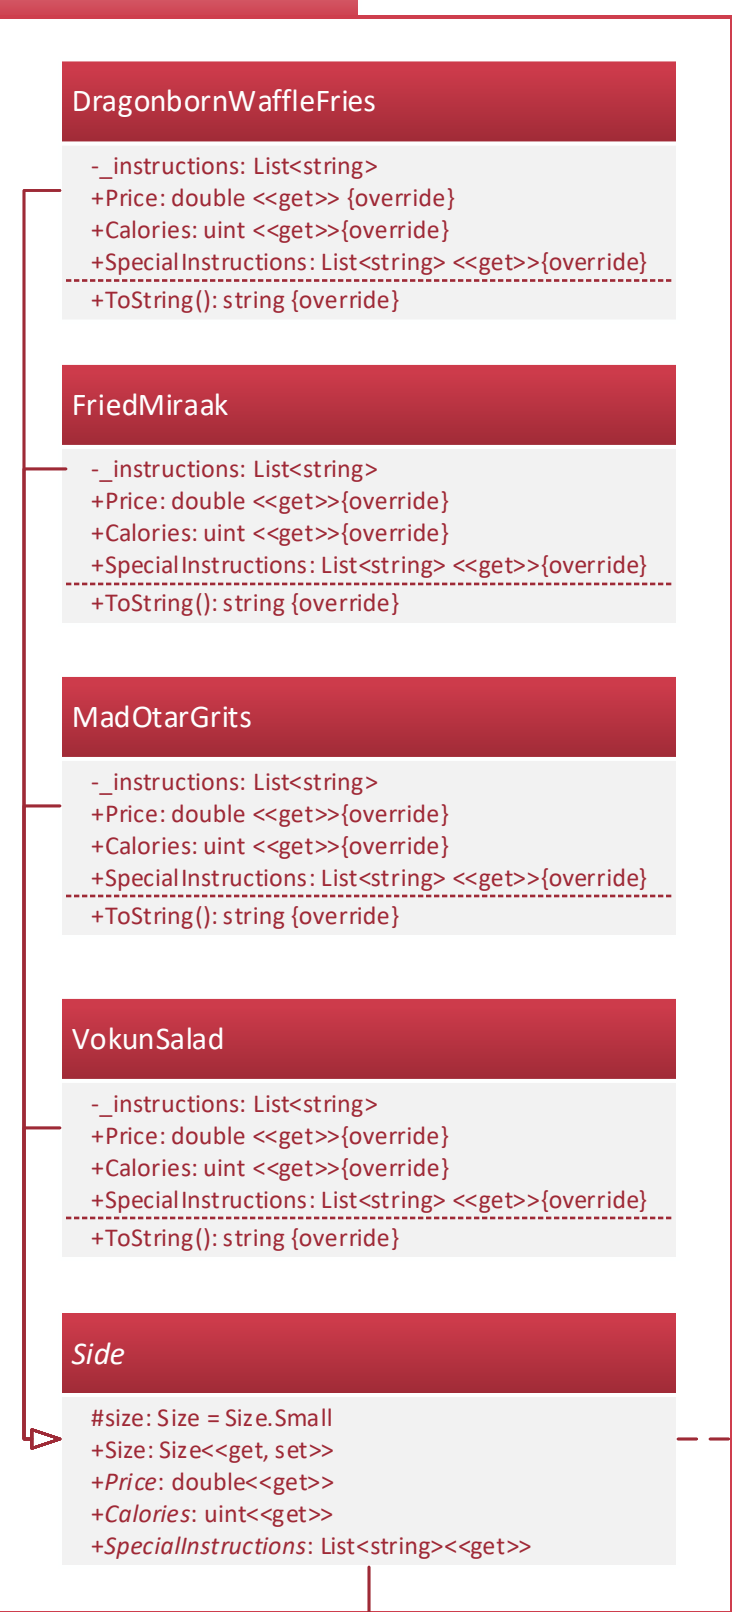 DragonbornWaffleFries
-_instructions: List<string>
+Price: double <<get>> {override}
+Calories: uint <<get>>{override}
+SpecialInstructions: List<string> <<get>>{override}
+ToString(): string {override}
FriedMiraak
-_instructions: List<string>
+Price: double <<get>>{override}
+Calories: uint <<get>>{override}
+SpecialInstructions: List<string> <<get>>{override}
+ToString(): string {override}
MadOtarGrits
-_instructions: List<string>
+Price: double <<get>>{override}
+Calories: uint <<get>>{override}
+SpecialInstructions: List<string> <<get>>{override}
+ToString(): string {override}
VokunSalad
-_instructions: List<string>
+Price: double <<get>>{override}
+Calories: uint <<get>>{override}
+SpecialInstructions: List<string> <<get>>{override}
+ToString(): string {override}
Side
#size: Size = Size.Small
+Size: Size<<get, set>>
+Price: double<<get>>
+Calories: uint<<get>>
+SpecialInstructions: List<string><<get>>